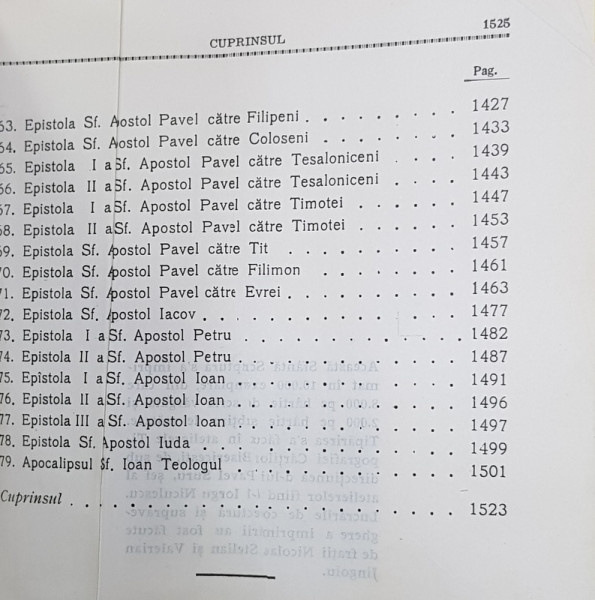 CUPRINSUL 1525
Pag.
63. Epistola Sf. Aostol Pavel către Filipeni . . . . . . . . 1427
64. Epistola Sf. Aostol Pavel către Coloseni . . . . . . . 1433
65. Epistola I a Sf. Apostol Pavel către Tesaloniceni . . . . 1439
66. Epistola II a Sf. Apostol Pavel către Tesaloniceni . . . . 1443
67. Epistola I a Sf. Apostol Pavel către Timotei . . . . . . 1447
68. Epistola II a Sf. Apostol Pavel către Timotei . . . . . . 1453
69. Epistola Sf. Apostol Pavel către Tit . . . . . . . . 1457
70. Epistola Sf. Apostol Pavel către Filimon . . . . . . . 1461
71. Epistola Sf. Apostol Pavel către Evrei . . . . . . . . 1463
72. Epistola Sf. Apostol Iacov . . . . . . . . . . . 1477
73. Epistola I a Sf. Apostol Petru . . . . . . . . . . 1482
74. Epistola II a Sf. Apostol Petru . . . . . . . . . . 1487
75. Epistola I a Sf. Apostol Ioan . . . . . . . . . . 1491
76. Epistola II a Sf. Apostol Ioan . . . . . . . . . . 1496
77. Epistola III a Sf. Apostol Ioan . . . . . . . . . . 1497
78. Epistola Sf. Apostol Iuda . . . . . . . . . . . 1499
79. Apocalipsul Sf. Ioan Teologul . . . . . . . . . . 1501
Cuprinsul . . . . . . . . . . . . . . . . 1523